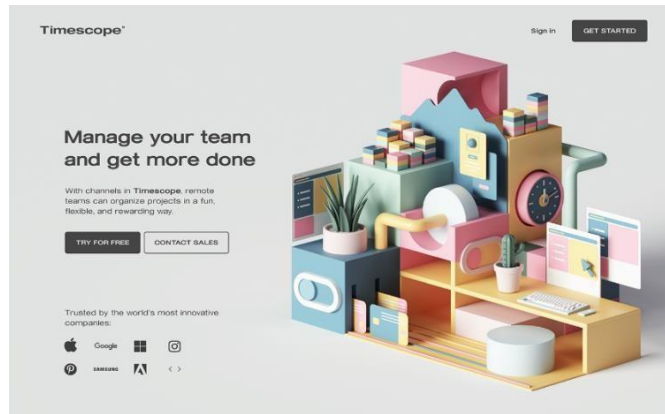 Timescope°
Sign in
GET STARTED
Manage your team
and get more done
With channels in Timescope, remote
teams can organize projects in a fun,
flexible, and rewarding way.
TRY FOR FREE
CONTACT SALES
Trusted by the world's most innovative
companies:
Google
SAMSUNG